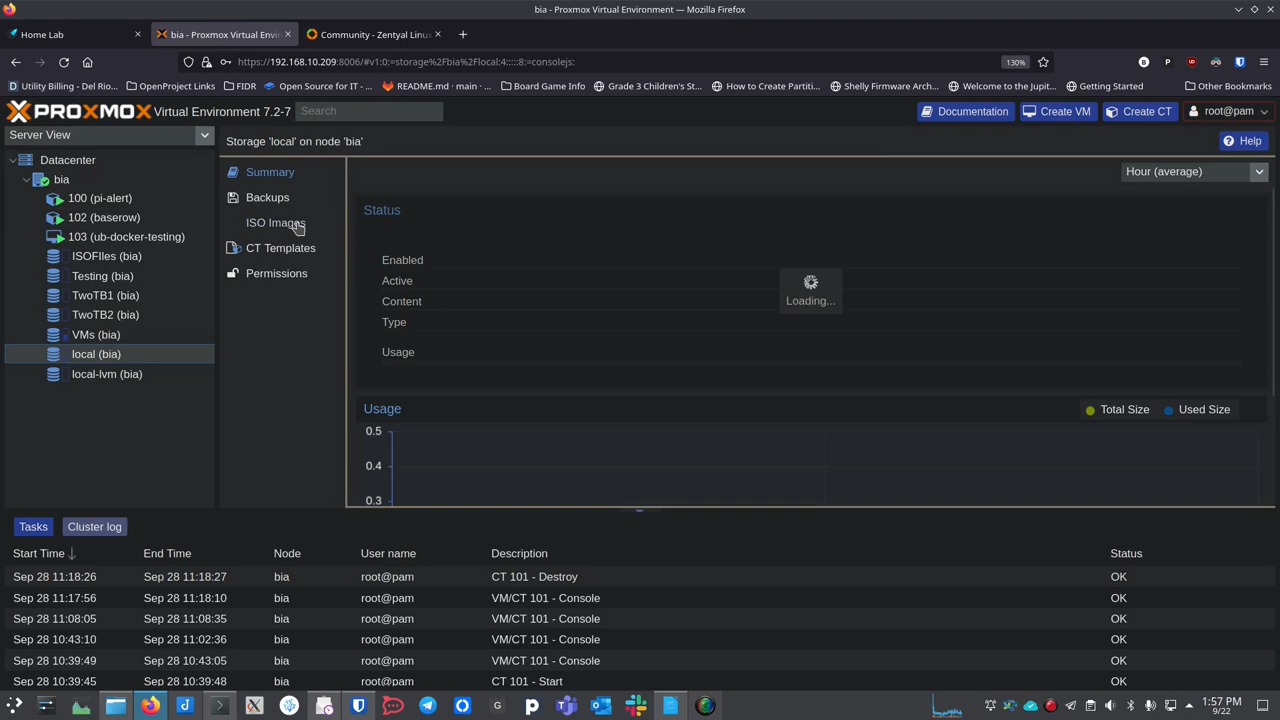 bia — Proxmox Virtual Environment — Mozilla Firefox
Home Lab
bia - Proxmox Virtual Envir
Community - Zentyal Linux
https://192.168.10.209:8006/#v1:0:=storage%2Fbia%2Flocal:4:::::8:=consolejs:
130%
Utility Billing - Del Rio...
OpenProject Links
FIDR
Open Source for IT - ...
README.md · main · ...
Board Game Info
Grade 3 Children's St...
How to Create Partiti...
Shelly Firmware Arch...
Welcome to the Jupit...
Getting Started
Other Bookmarks
PROXMOX Virtual Environment 7.2-7
Search
Documentation
Create VM
Create CT
root@pam
Server View
Storage 'local' on node 'bia'
Help
Datacenter
bia
100 (pi-alert)
102 (baserow)
103 (ub-docker-testing)
ISOFIles (bia)
Testing (bia)
TwoTB1 (bia)
TwoTB2 (bia)
VMs (bia)
local (bia)
local-lvm (bia)
Summary
Backups
ISO Images
CT Templates
Permissions
Hour (average)
Status
Enabled
Active
Content
Type
Usage
Loading...
Usage
Total Size
Used Size
0.5
0.4
0.3
Tasks
Cluster log
Start Time End Time Node User name Description Status
Sep 28 11:18:26 Sep 28 11:18:27 bia root@pam CT 101 - Destroy OK
Sep 28 11:17:56 Sep 28 11:18:10 bia root@pam VM/CT 101 - Console OK
Sep 28 11:08:05 Sep 28 11:08:35 bia root@pam VM/CT 101 - Console OK
Sep 28 10:43:10 Sep 28 11:02:36 bia root@pam VM/CT 101 - Console OK
Sep 28 10:39:49 Sep 28 10:43:05 bia root@pam VM/CT 101 - Console OK
Sep 28 10:39:45 Sep 28 10:39:48 bia root@pam CT 101 - Start OK
1:57 PM
9/22